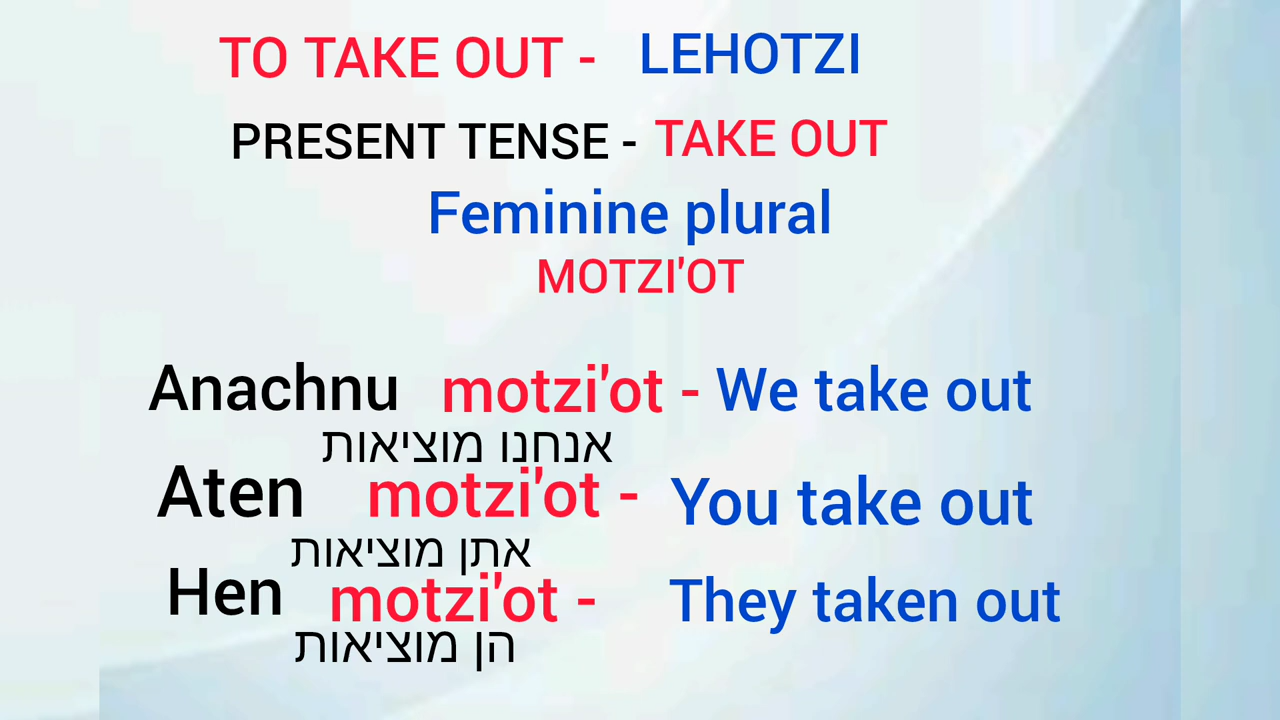 TO TAKE OUT - LEHOTZI
PRESENT TENSE - TAKE OUT
Feminine plural
MOTZI'OT
Anachnu motzi'ot - We take out
אנחנו מוציאות
Aten motzi'ot - You take out
אתן מוציאות
Hen motzi'ot - They taken out
הן מוציאות